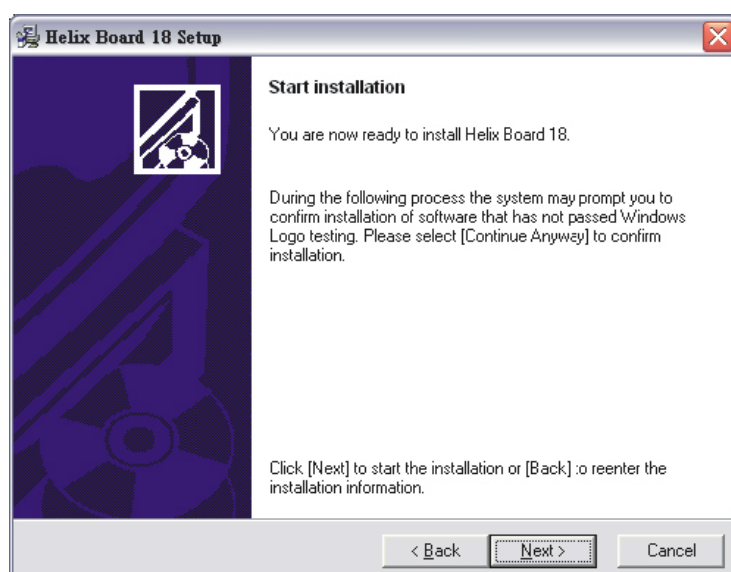 Helix Board 18 Setup
Start installation
You are now ready to install Helix Board 18.
During the following process the system may prompt you to
confirm installation of software that has not passed Windows
Logo testing. Please select [Continue Anyway] to confirm
installation.
Click [Next] to start the installation or [Back] :o reenter the
installation information.
< Back Next > Cancel